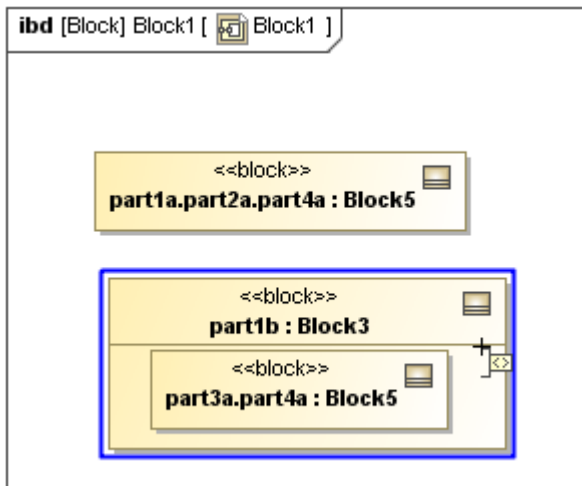 ibd [Block] Block1 [ Block1 ]
<<block>>
part1a.part2a.part4a : Block5
<<block>>
part1b : Block3
<<block>>
part3a.part4a : Block5
<>